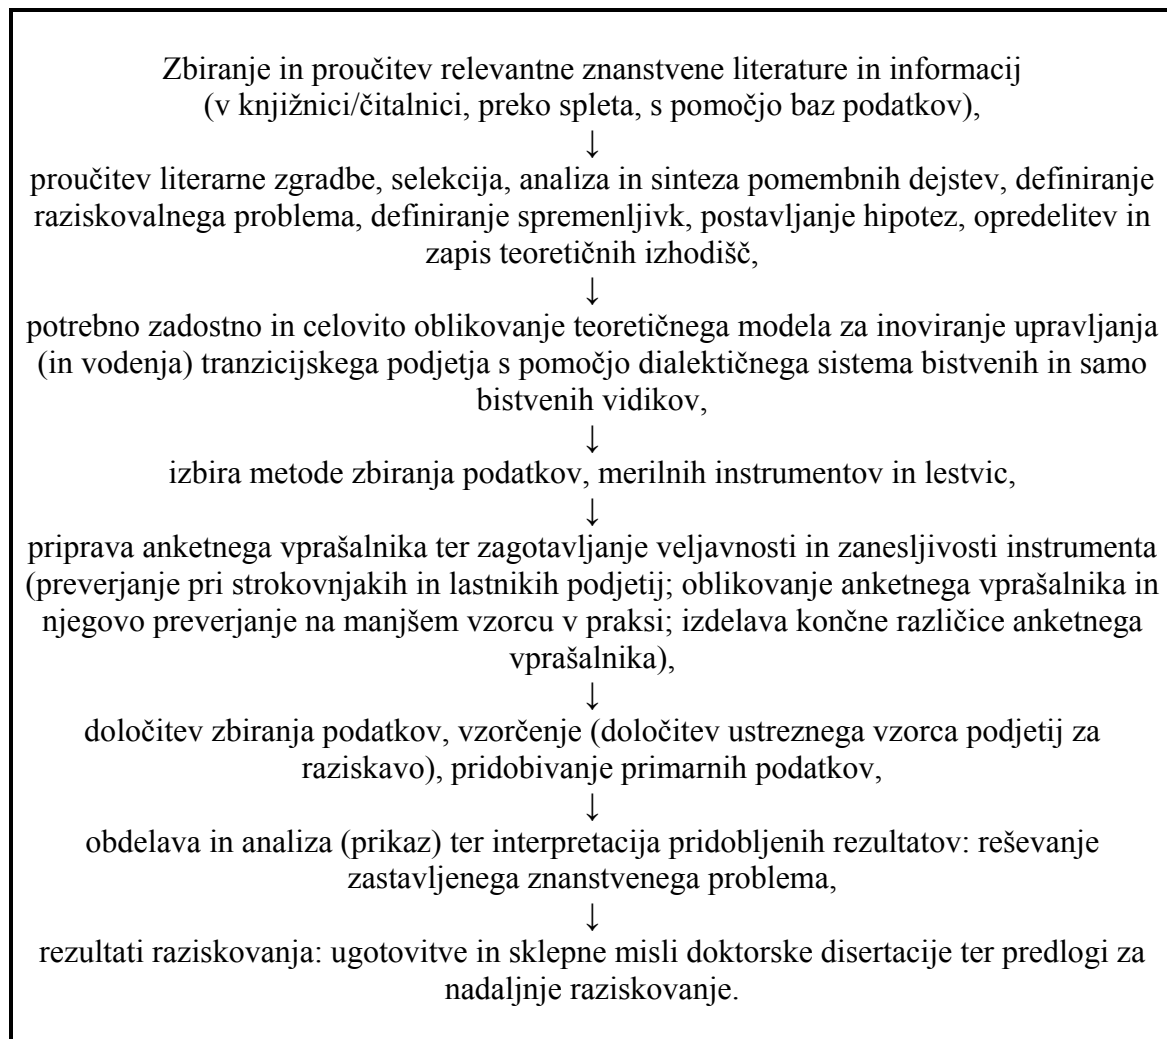 Zbiranje in proučitev relevantne znanstvene literature in informacij
(v knjižnici/čitalnici, preko spleta, s pomočjo baz podatkov),
↓
proučitev literarne zgradbe, selekcija, analiza in sinteza pomembnih dejstev, definiranje
raziskovalnega problema, definiranje spremenljivk, postavljanje hipotez, opredelitev in
zapis teoretičnih izhodišč,
↓
potrebno zadostno in celovito oblikovanje teoretičnega modela za inoviranje upravljanja
(in vodenja) tranzicijskega podjetja s pomočjo dialektičnega sistema bistvenih in samo
bistvenih vidikov,
↓
izbira metode zbiranja podatkov, merilnih instrumentov in lestvic,
↓
priprava anketnega vprašalnika ter zagotavljanje veljavnosti in zanesljivosti instrumenta
(preverjanje pri strokovnjakih in lastnikih podjetij; oblikovanje anketnega vprašalnika in
njegovo preverjanje na manjšem vzorcu v praksi; izdelava končne različice anketnega
vprašalnika),
↓
določitev zbiranja podatkov, vzorčenje (določitev ustreznega vzorca podjetij za
raziskavo), pridobivanje primarnih podatkov,
↓
obdelava in analiza (prikaz) ter interpretacija pridobljenih rezultatov: reševanje
zastavljenega znanstvenega problema,
↓
rezultati raziskovanja: ugotovitve in sklepne misli doktorske disertacije ter predlogi za
nadaljnje raziskovanje.